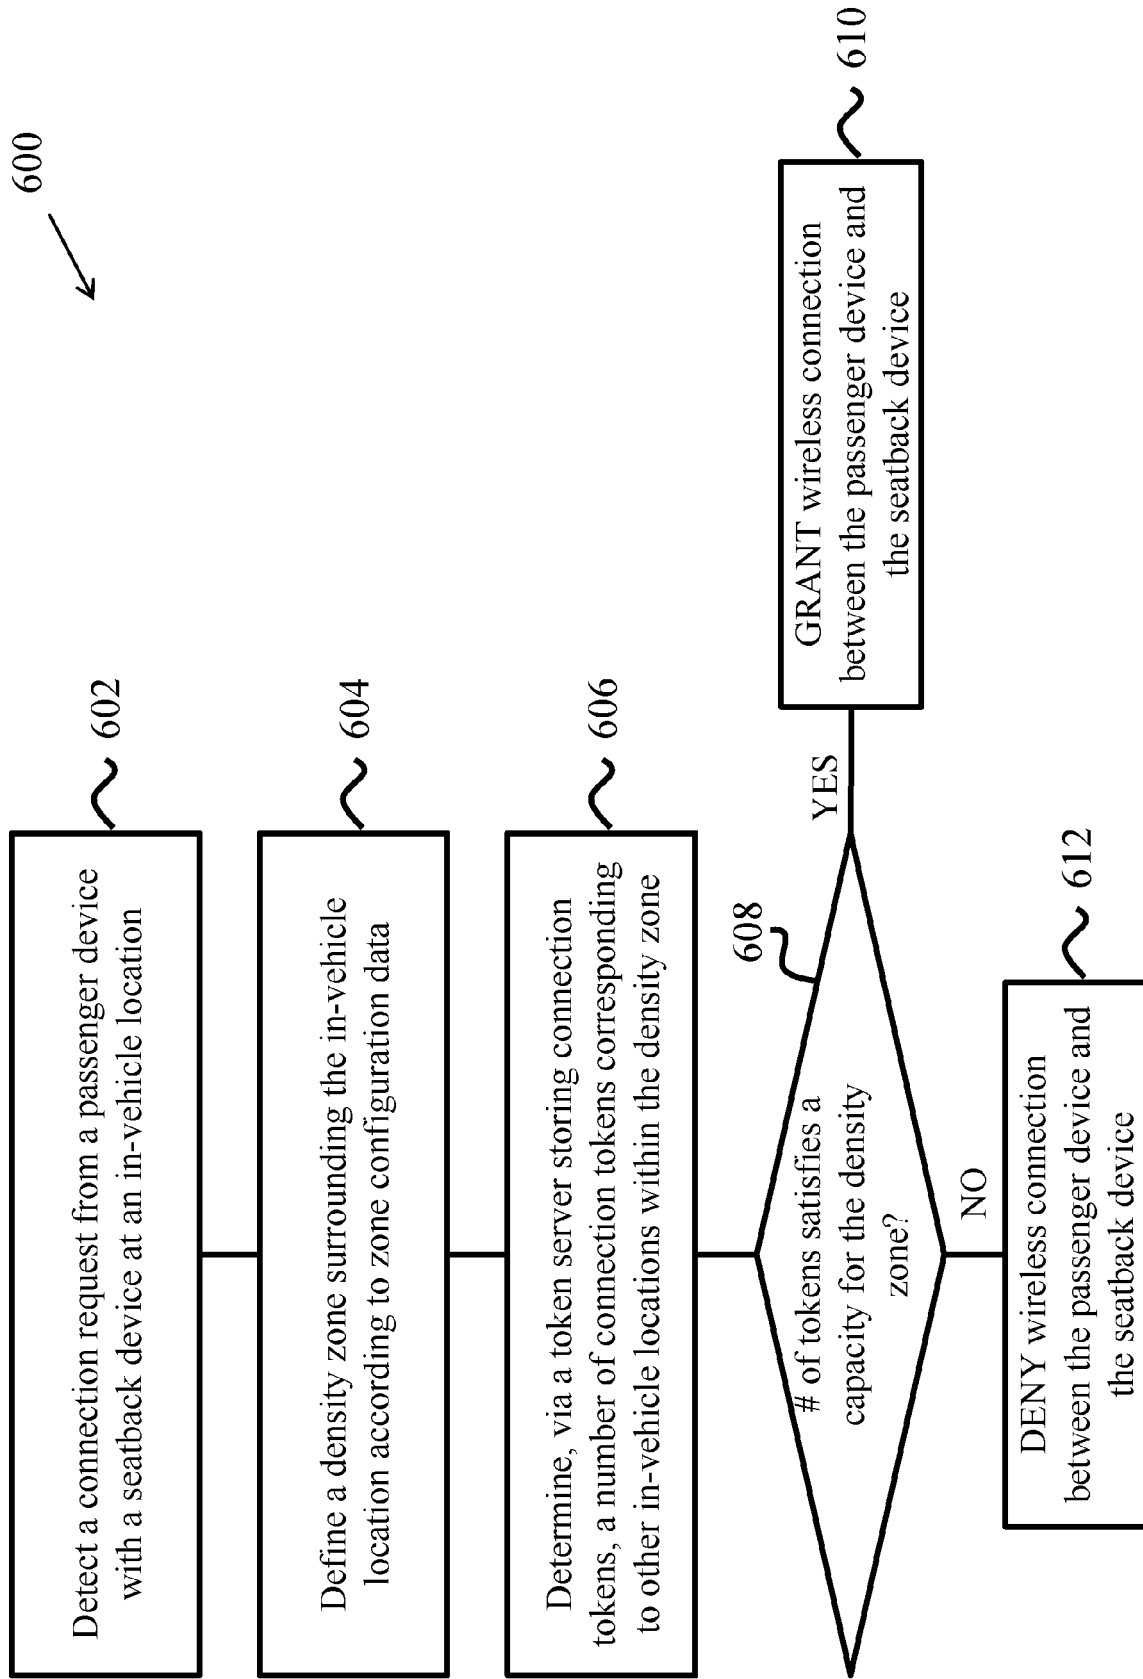 600
Detect a connection request from a passenger device
with a seatback device at an in-vehicle location
602
Define a density zone surrounding the in-vehicle
location according to zone configuration data
604
Determine, via a token server storing connection
tokens, a number of connection tokens corresponding
to other in-vehicle locations within the density zone
606
608
# of tokens satisfies a
capacity for the density
zone?
YES
GRANT wireless connection
between the passenger device and
the seatback device
610
NO
DENY wireless connection
between the passenger device and
the seatback device
612